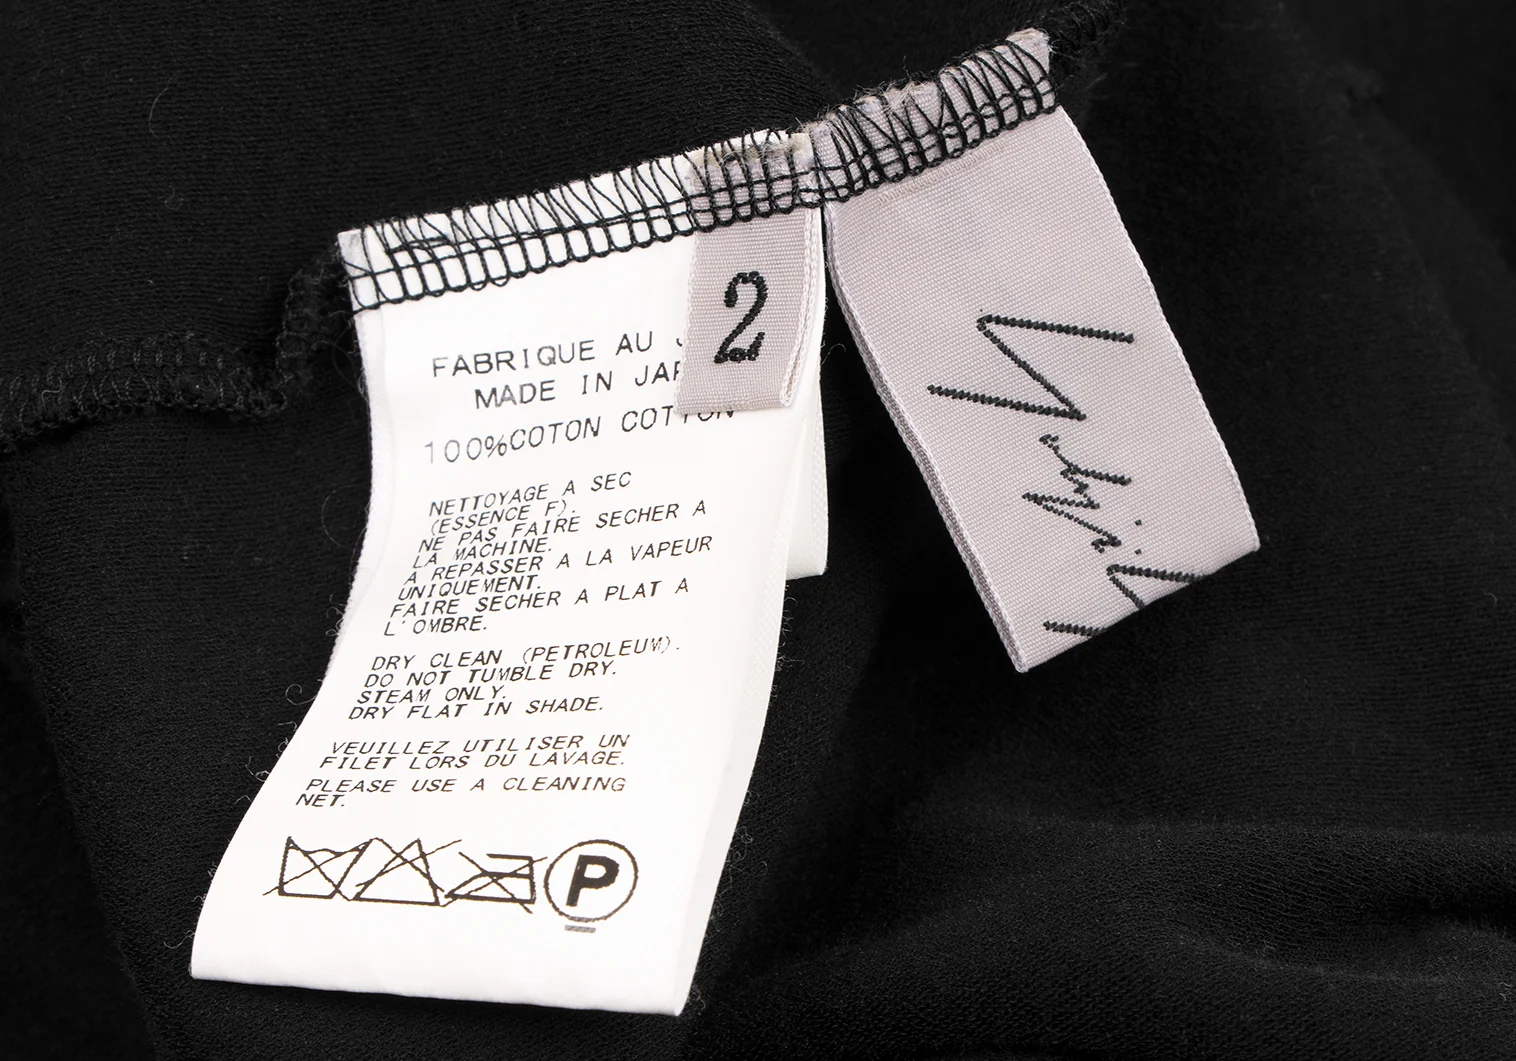 2
FABRIQUE AU
MADE IN
100%COTON COTTON
NETTOYAGE A SEC
(ESSENCE F).
NE PAS FAIRE SECHER A
LA MACHINE.
A REPASSER A LA VAPEUR
UNIQUEMENT.
FAIRE SECHER A PLAT A
L'OMBRE.
DRY CLEAN (PETROLEUM).
DO NOT TUMBLE DRY.
STEAM ONLY.
DRY FLAT IN SHADE.
VEUILLEZ UTILISER UN
FILET LORS DU LAVAGE.
PLEASE USE A CLEANING
NET.
P